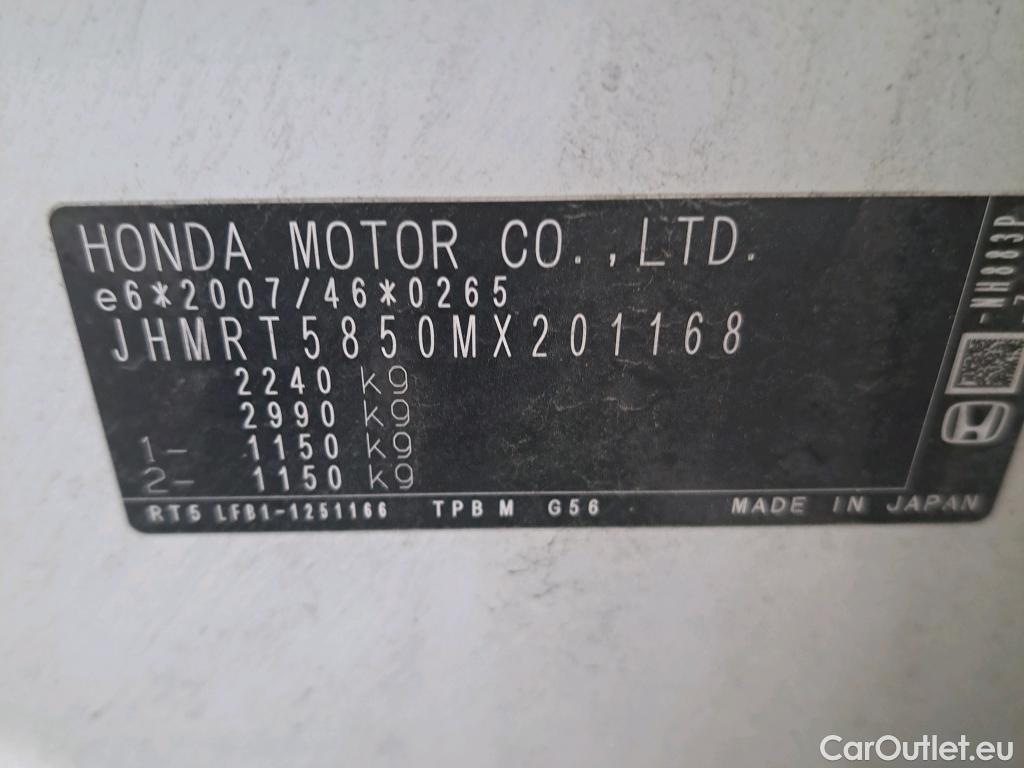 HONDA MOTOR CO.,LTD.
e6*2007/46*0265
JHMRT5850MX201168
2240 kg
2990 kg
1- 1150 kg
2- 1150 kg
RT5 LFB1-1251166 TPBM G56 MADE IN JAPAN
-NH883P
CarOutlet.eu